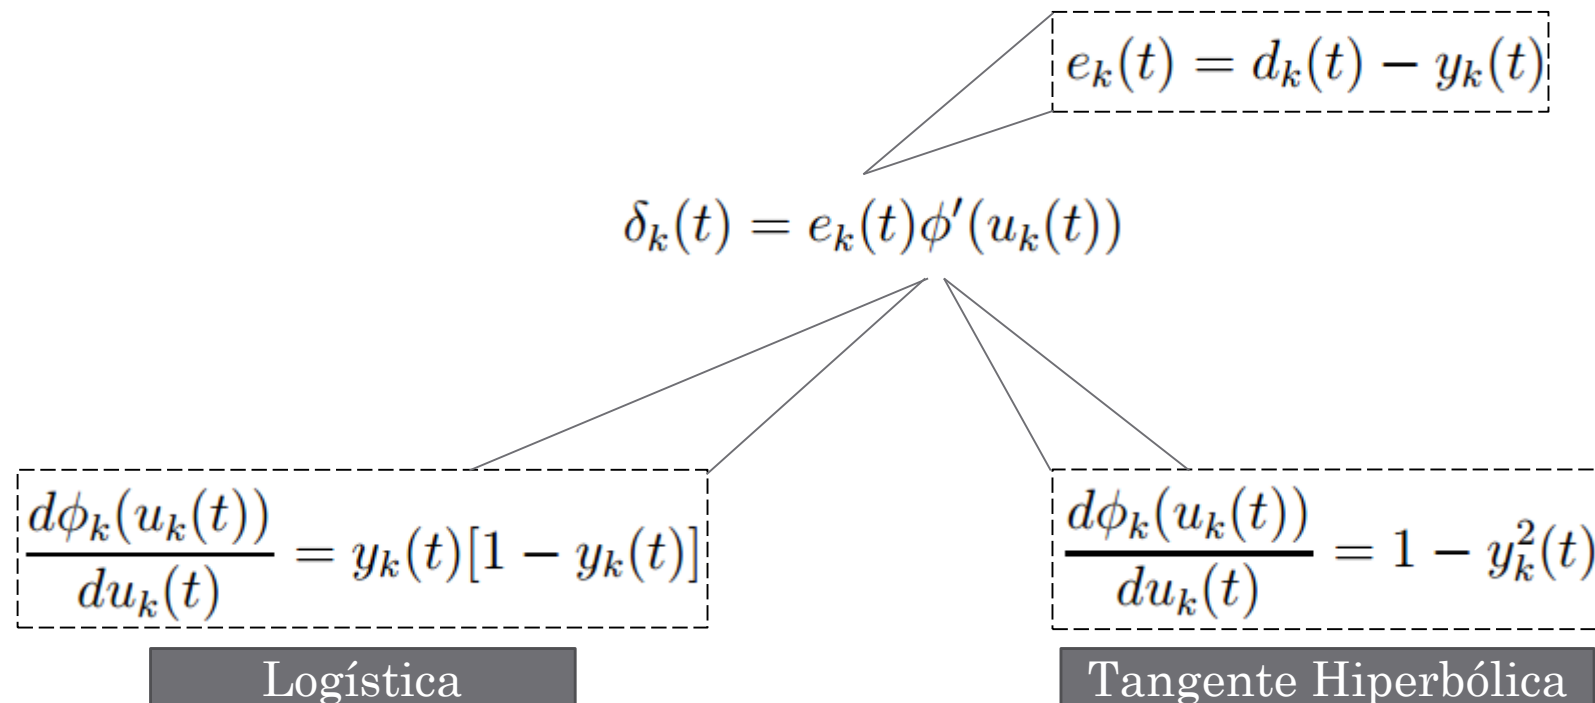 e_k(t) = d_k(t) − y_k(t)
δ_k(t) = e_k(t)ϕ′(u_k(t))
dϕ_k(u_k(t))/du_k(t) = y_k(t)[1 − y_k(t)]
dϕ_k(u_k(t))/du_k(t) = 1 − y_k^2(t)
Logística
Tangente Hiperbólica